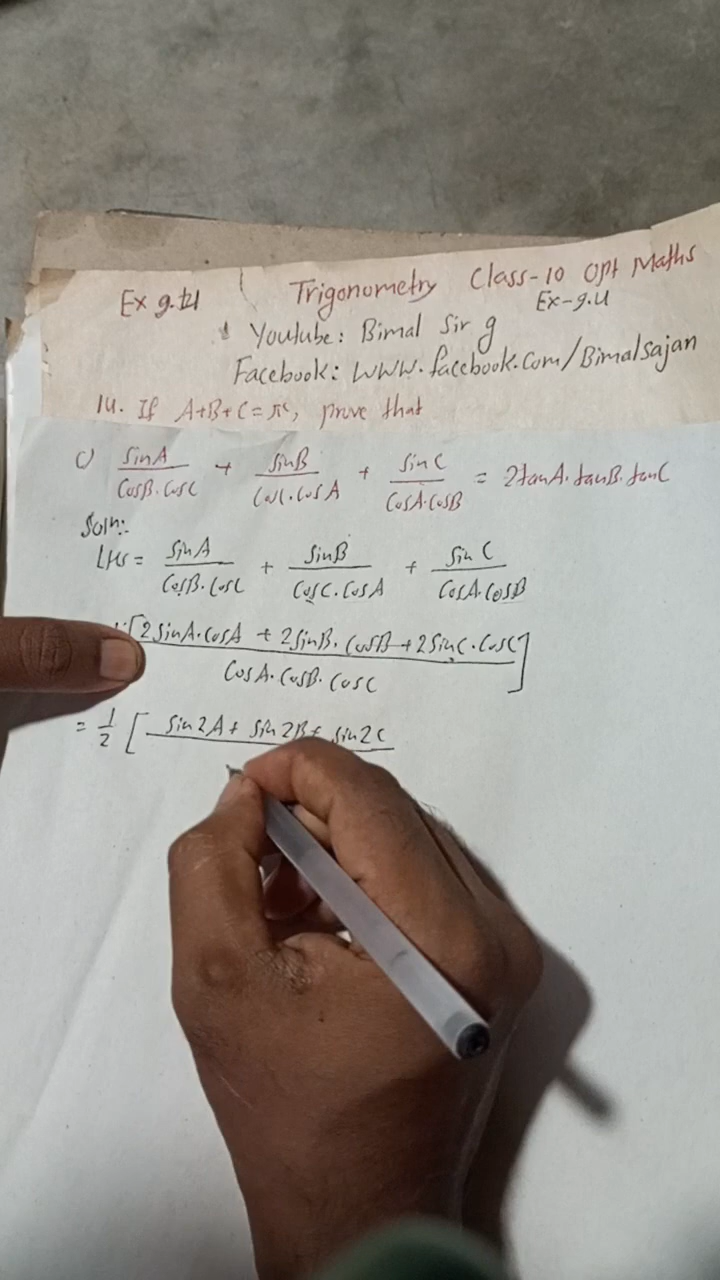 Ex 9.4
Trigonometry Class-10 Opt Maths
Ex-9.4
Youtube: Bimal Sir g
Facebook: www.facebook.com/Bimalsajan
14. If A+B+C=πᶜ, prove that
c) SinA/CosB.CosC + SinB/CosC.CosA + SinC/CosA.CosB = 2tanA.tanB.tanC
Soln:
LHS = SinA/CosB.CosC + SinB/CosC.CosA + SinC/CosA.CosB
[2SinA.CosA + 2SinB.CosB + 2SinC.CosC/CosA.CosB.CosC]
= 1/2 [Sin2A + Sin2B + Sin2C